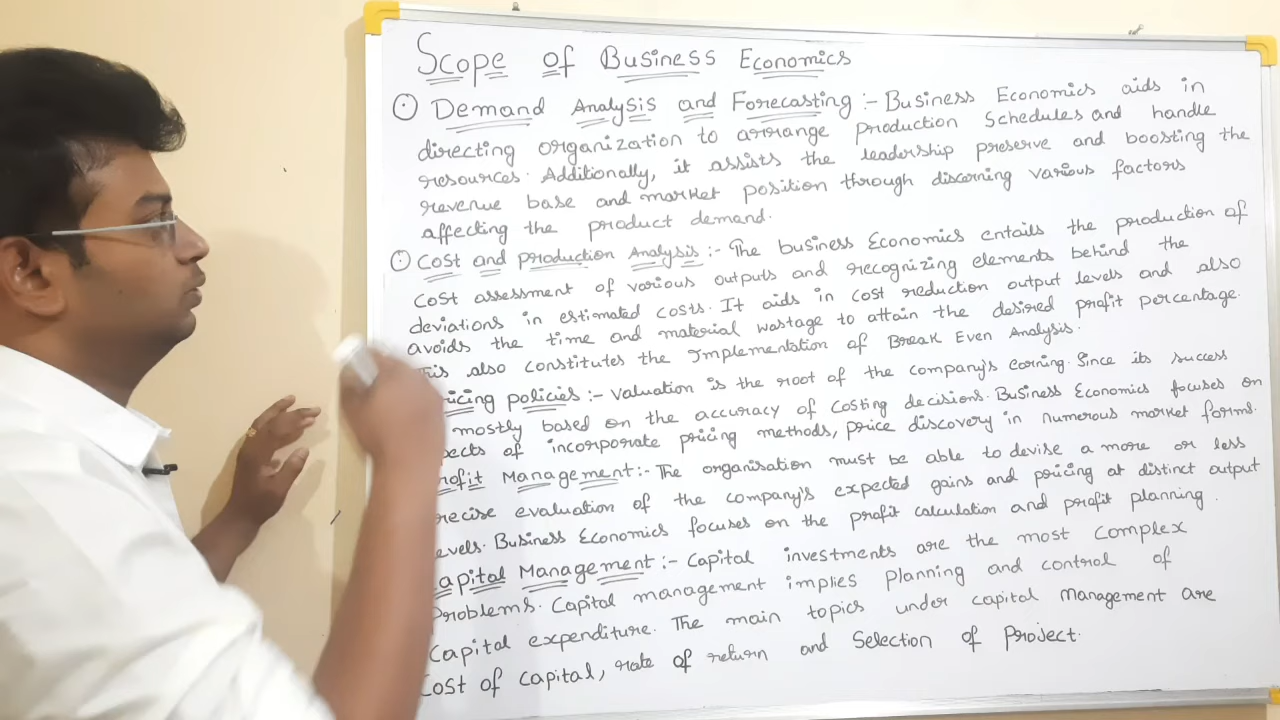 Scope of Business Economics
Demand Analysis and Forecasting :- Business Economics aids in
directing organization to arrange production Schedules and handle
resources. Additionally, it assists the leadership preserve and boosting the
revenue base and market position through discerning various factors
affecting the product demand.
Cost and production Analysis :- The business Economics entails the production of
Cost assessment of various outputs and recognizing elements behind the
deviations in estimated costs. It aids in cost reduction output levels and also
avoids the time and material wastage to attain the desired profit percentage.
is also constitutes the Implementation of Break Even Analysis.
icing policies :- Valuation is the root of the company's earning. Since its success
mostly based on the accuracy of costing decisions. Business Economics focuses on
pects of incorporate pricing methods, price discovery in numerous market forms.
ofit Management :- The organisation must be able to devise a more or less
recise evaluation of the company's expected gains and pricing at distinct output
evels. Business Economics focuses on the profit calculation and profit planning.
apital Management :- Capital investments are the most Complex
Problems. Capital management implies planning and control of
Capital expenditure. The main topics under capital Management are
Cost of capital, rate of return and Selection of Project.